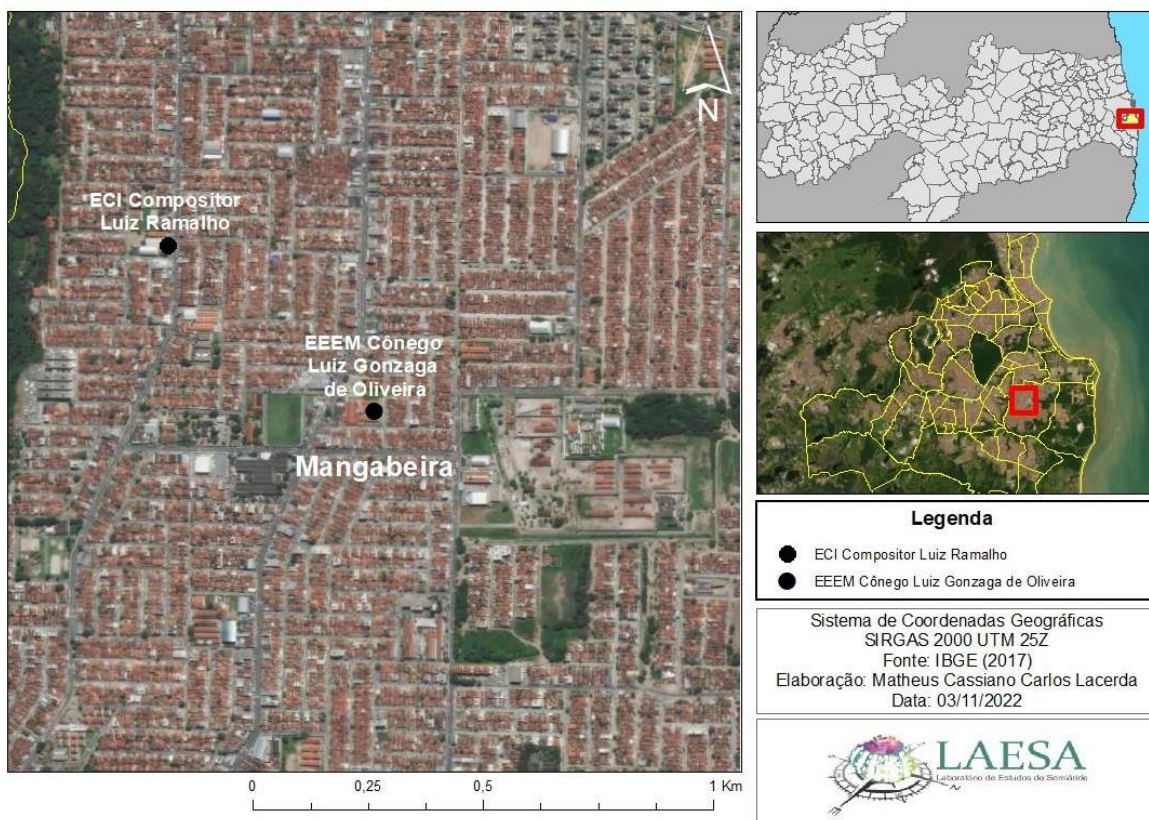 N
ECI Compositor
Luiz Ramalho
EEEM Cônego
Luiz Gonzaga
de Oliveira
Mangabeira
0 0,25 0,5 1 Km
Legenda
ECI Compositor Luiz Ramalho
EEEM Cônego Luiz Gonzaga de Oliveira
Sistema de Coordenadas Geográficas
SIRGAS 2000 UTM 25Z
Fonte: IBGE (2017)
Elaboração: Matheus Cassiano Carlos Lacerda
Data: 03/11/2022
LAESA
Laboratório de Estudos do Semiárido